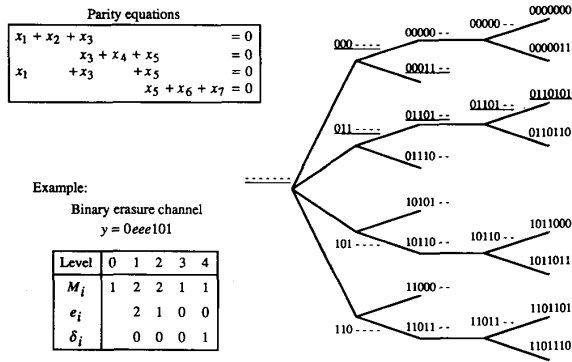 Parity equations
x1 + x2 + x3 = 0
x3 + x4 + x5 = 0
x1 + x3 + x5 = 0
x5 + x6 + x7 = 0
Example:
Binary erasure channel
y = 0eee101
Level 0 1 2 3 4
Mi 1 2 2 1 1
ei 2 1 0 0
δi 0 0 0 1
-------
000 ----
011 ----
101 ----
110 ----
00000 --
00011 --
01101 --
01110 --
10101 --
10110 --
11000 --
11011 --
00000 --
01101 --
10110 --
11011 --
0000000
0000011
0110101
0110110
1011000
1011011
1101101
1101110